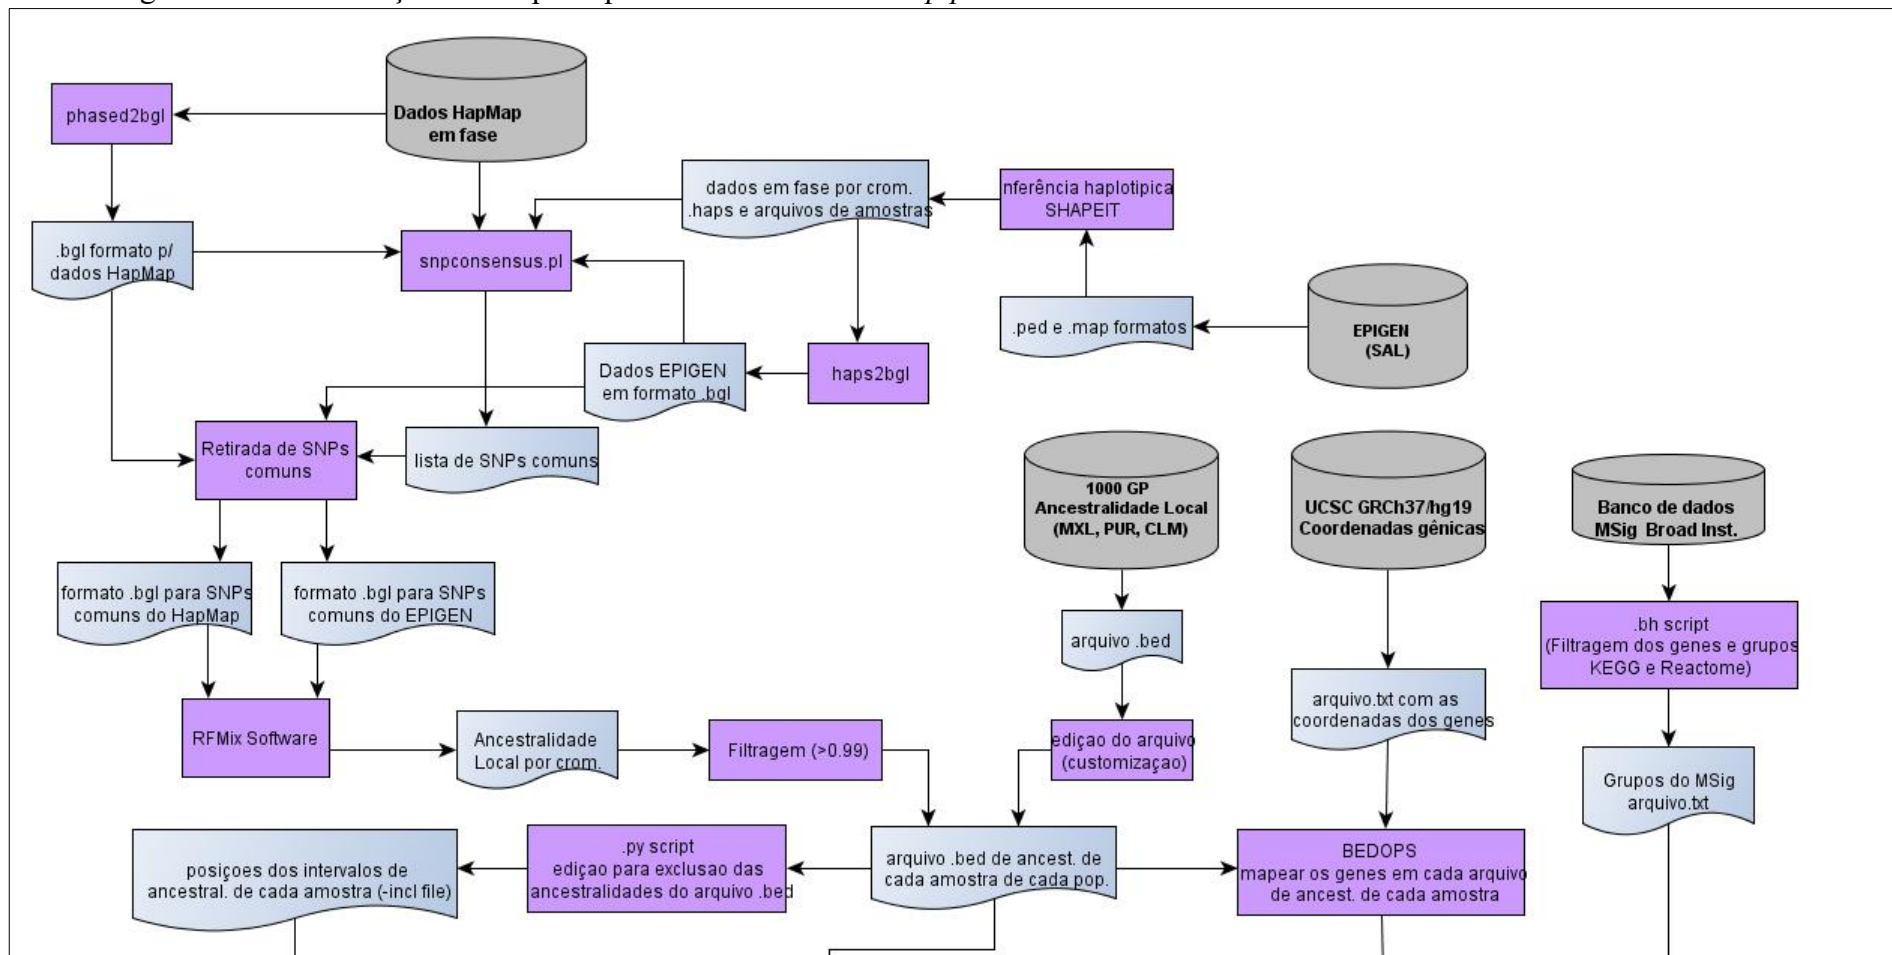 Dados HapMap
em fase
phased2bgl
dados em fase por crom.
.haps e arquivos de amostras
nferência haplotipica
SHAPEIT
.bgl formato p/
dados HapMap
snpconsensus.pl
.ped e .map formatos
EPIGEN
(SAL)
Dados EPIGEN
em formato .bgl
haps2bgl
Retirada de SNPs
comuns
lista de SNPs comuns
1000 GP
Ancestralidade Local
(MXL, PUR, CLM)
UCSC GRCh37/hg19
Coordenadas gênicas
Banco de dados
MSig Broad Inst.
formato .bgl para SNPs
comuns do HapMap
formato .bgl para SNPs
comuns do EPIGEN
arquivo .bed
.bh script
(Filtragem dos genes e grupos
KEGG e Reactome)
arquivo.txt com as
coordenadas dos genes
RFMix Software
Ancestralidade
Local por crom.
Filtragem (>0.99)
ediçao do arquivo
(customizaçao)
Grupos do MSig
arquivo.txt
posiçoes dos intervalos de
ancestral. de cada amostra (-incl file)
.py script
ediçao para exclusao das
ancestralidades do arquivo .bed
arquivo .bed de ancest. de
cada amostra de cada pop.
BEDOPS
mapear os genes em cada arquivo
de ancest. de cada amostra